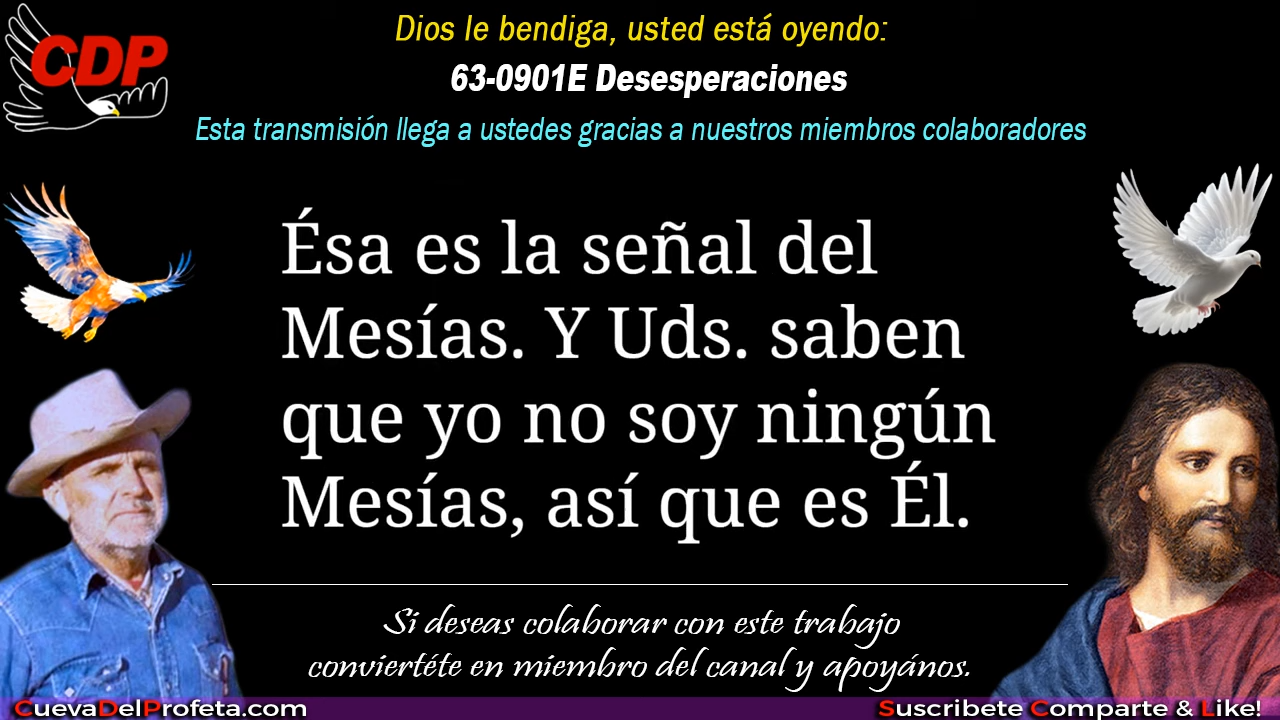 CDP
Dios le bendiga, usted está oyendo:
63-0901E Desesperaciones
Esta transmisión llega a ustedes gracias a nuestros miembros colaboradores
Ésa es la señal del
Mesías. Y Uds. saben
que yo no soy ningún
Mesías, así que es Él.
Si deseas colaborar con este trabajo
conviertéte en miembro del canal y apoyános.
CuevaDelProfeta.com
Suscribete Comparte & Like!